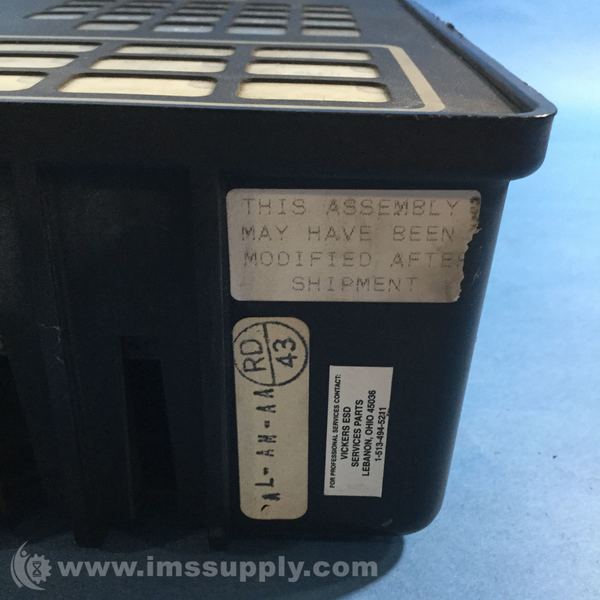 THIS ASSEMBLY
MAY HAVE BEEN
MODIFIED AFTER
SHIPMENT
AL-AM-AA
RD
43
FOR PROFESSIONAL SERVICES CONTACT:
VICKERS ESD
SERVICES PARTS
LEBANON, OHIO 45036
1-513-494-5211
www.imssupply.com